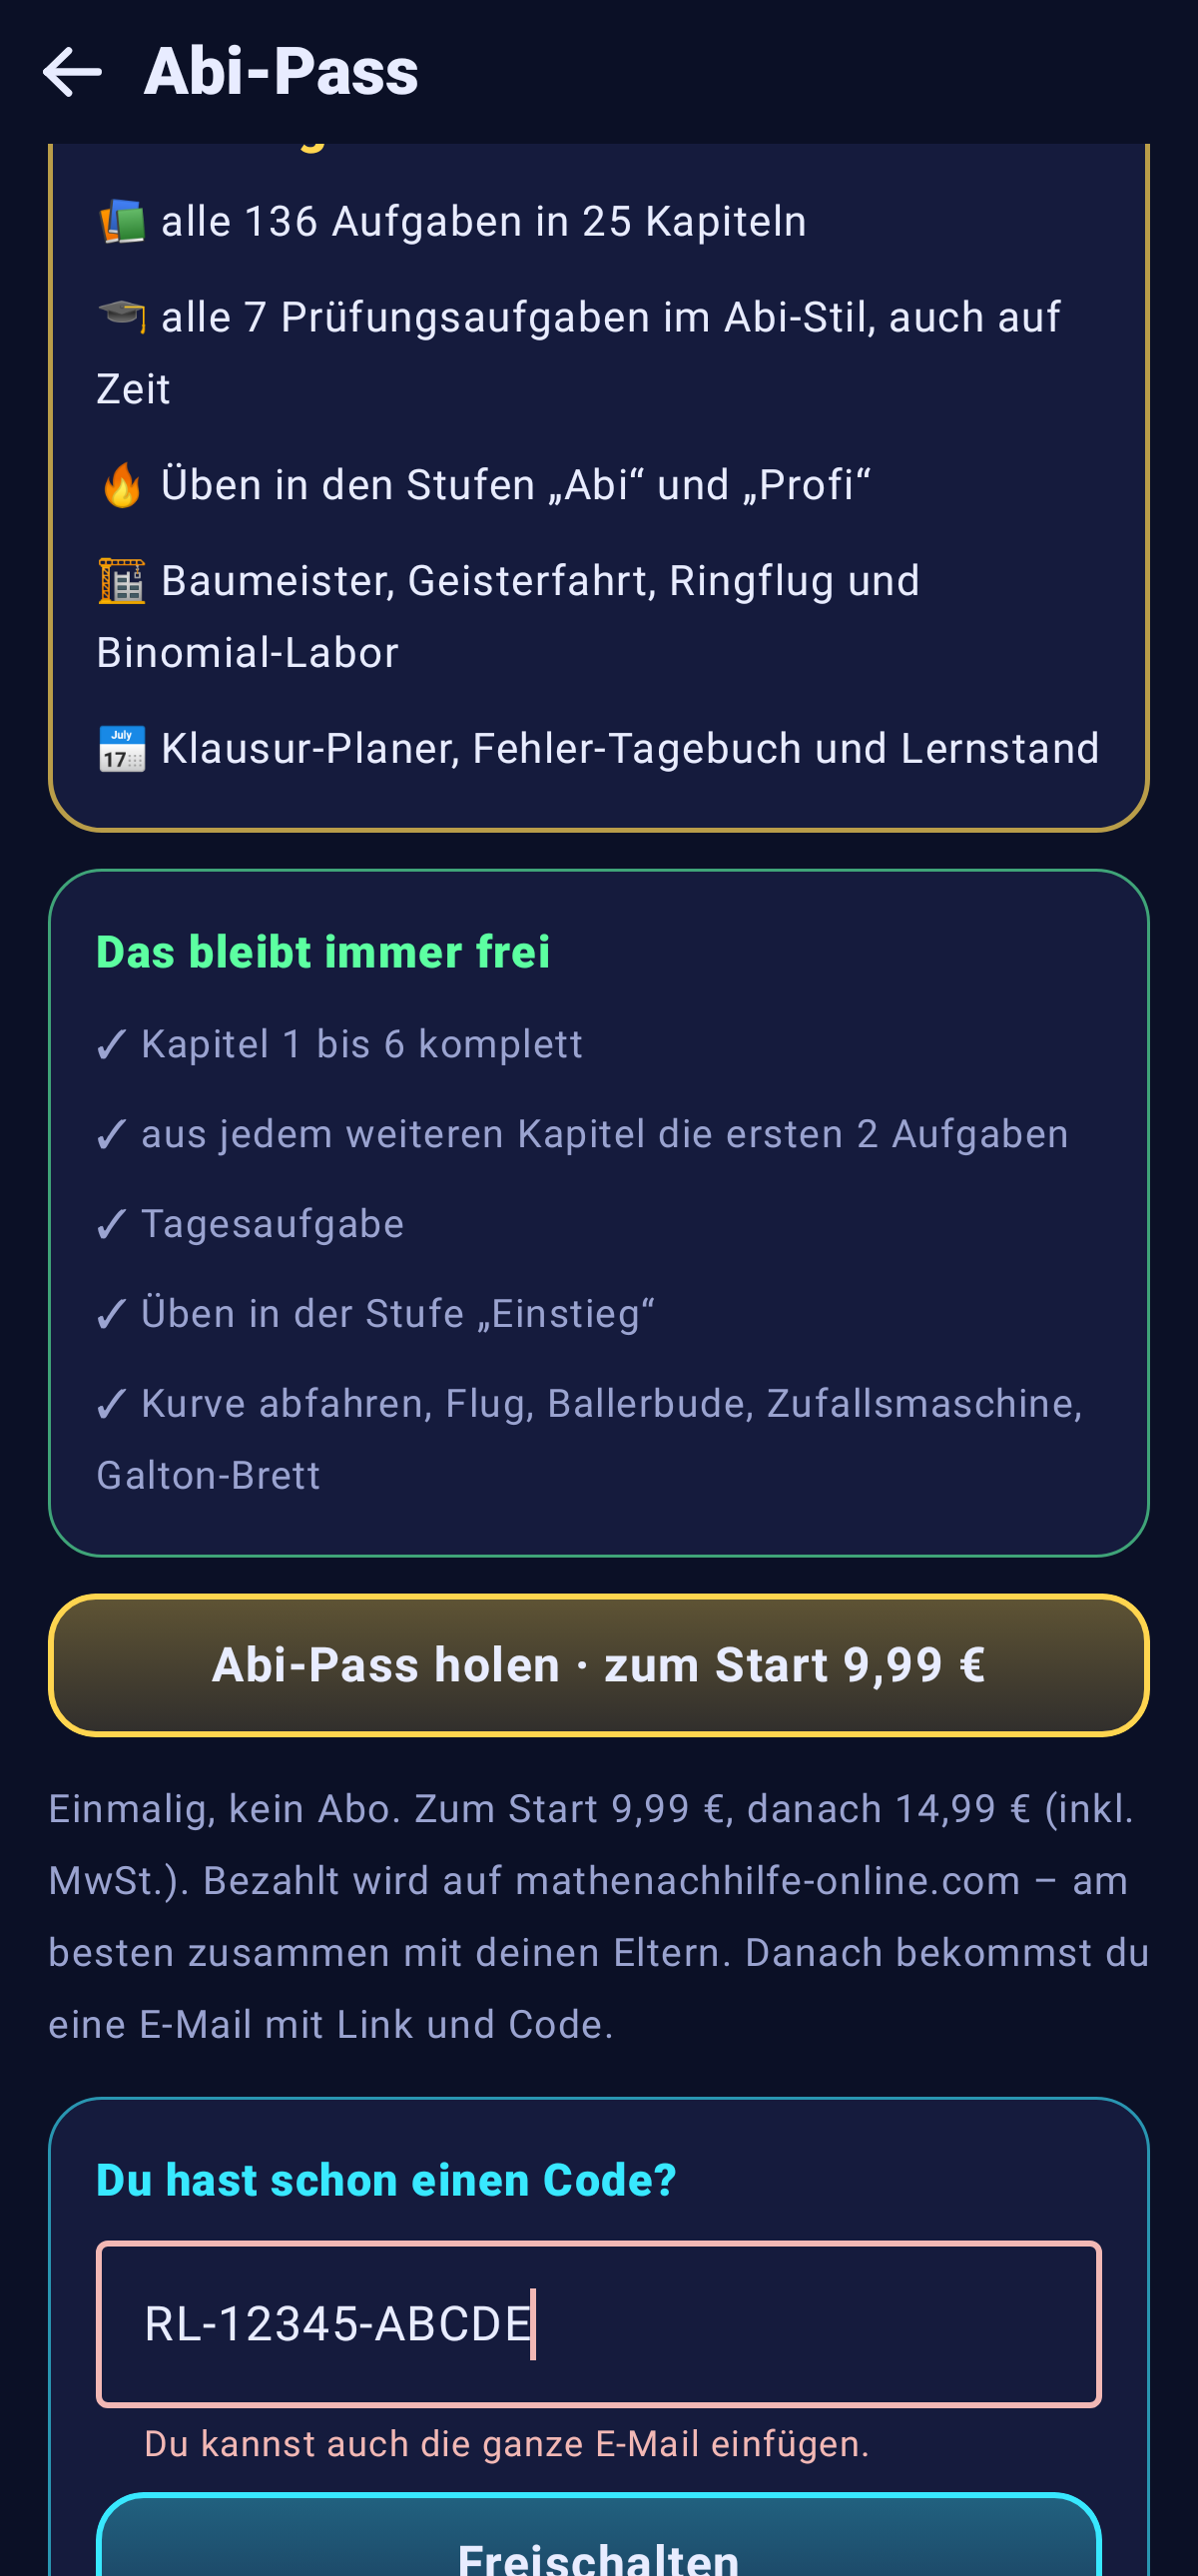 Abi-Pass
alle 136 Aufgaben in 25 Kapiteln
alle 7 Prüfungsaufgaben im Abi-Stil, auch auf
Zeit
Üben in den Stufen „Abi“ und „Profi“
Baumeister, Geisterfahrt, Ringflug und
Binomial-Labor
July
17
Klausur-Planer, Fehler-Tagebuch und Lernstand
Das bleibt immer frei
✓ Kapitel 1 bis 6 komplett
✓ aus jedem weiteren Kapitel die ersten 2 Aufgaben
✓ Tagesaufgabe
✓ Üben in der Stufe „Einstieg“
✓ Kurve abfahren, Flug, Ballerbude, Zufallsmaschine,
Galton-Brett
Abi-Pass holen · zum Start 9,99 €
Einmalig, kein Abo. Zum Start 9,99 €, danach 14,99 € (inkl.
MwSt.). Bezahlt wird auf mathenachhilfe-online.com – am
besten zusammen mit deinen Eltern. Danach bekommst du
eine E-Mail mit Link und Code.
Du hast schon einen Code?
RL-12345-ABCDE
Du kannst auch die ganze E-Mail einfügen.
Freischalten